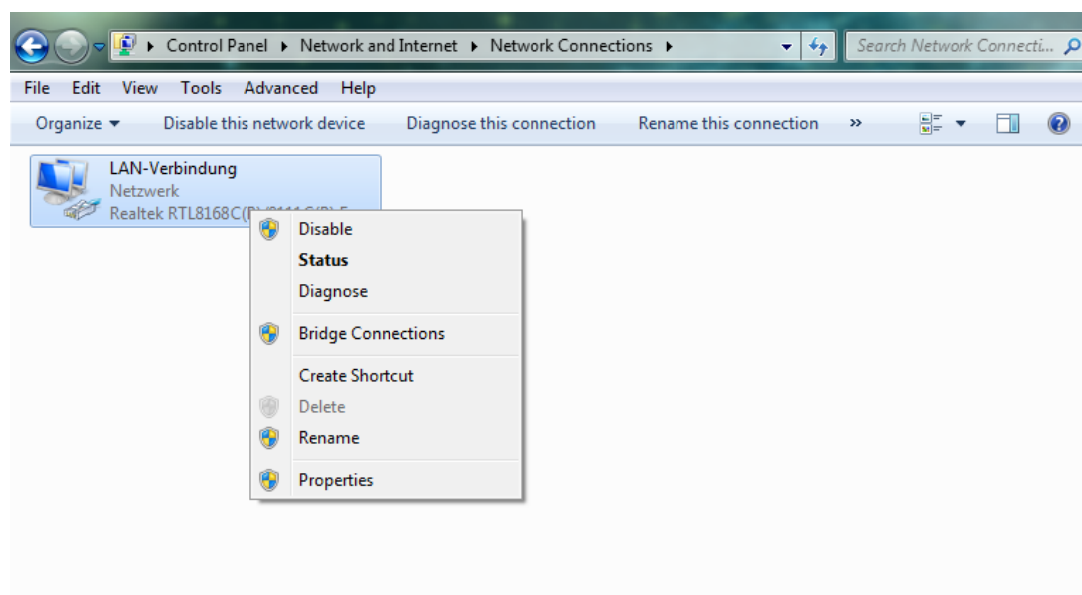 Control Panel Network and Internet Network Connections Search Network Connecti...
File Edit View Tools Advanced Help
Organize Disable this network device Diagnose this connection Rename this connection »
LAN-Verbindung
Netzwerk
Realtek
Disable
Status
Diagnose
Bridge Connections
Create Shortcut
Delete
Rename
Properties